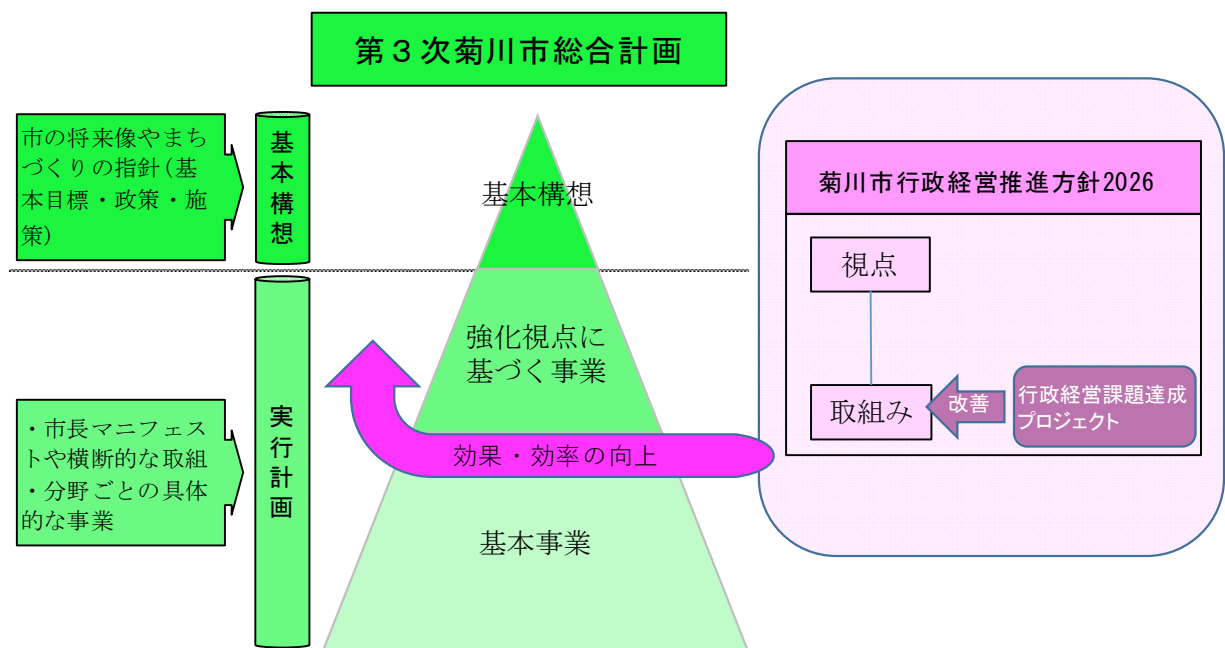 第３次菊川市総合計画
市の将来像やまち
づくりの指針(基
本目標・政策・施
策)
基本構想
基本構想
強化視点に
基づく事業
・市長マニフェス
トや横断的な取組
・分野ごとの具体
的な事業
実行計画
効果・効率の向上
基本事業
菊川市行政経営推進方針2026
視点
取組み
改善
行政経営課題達成
プロジェクト